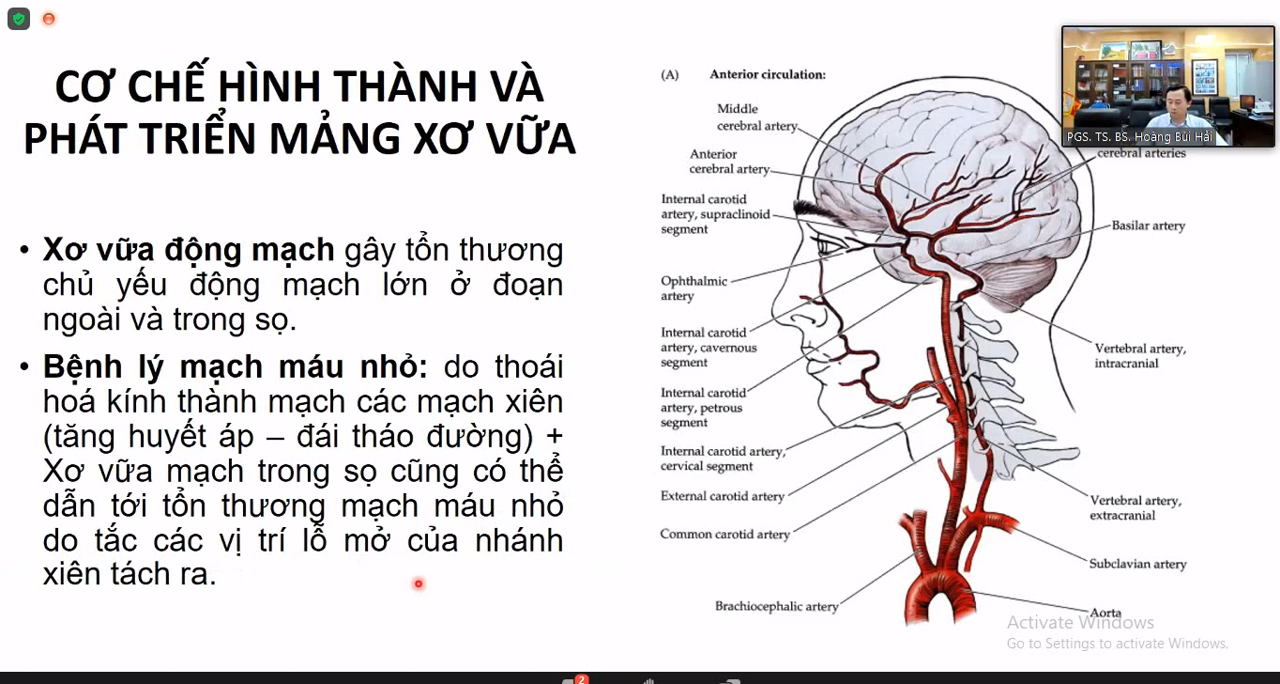 CƠ CHẾ HÌNH THÀNH VÀ
PHÁT TRIỂN MẢNG XƠ VỮA
• Xơ vữa động mạch gây tổn thương
chủ yếu động mạch lớn ở đoạn
ngoài và trong sọ.
• Bệnh lý mạch máu nhỏ: do thoái
hoá kính thành mạch các mạch xiên
(tăng huyết áp – đái tháo đường) +
Xơ vữa mạch trong sọ cũng có thể
dẫn tới tổn thương mạch máu nhỏ
do tắc các vị trí lỗ mở của nhánh
xiên tách ra.
(A) Anterior circulation:
Middle
cerebral artery
Anterior
cerebral artery
Internal carotid
artery, supraclinoid
segment
Ophthalmic
artery
Internal carotid
artery, cavernous
segment
Internal carotid
artery, petrous
segment
Internal carotid artery,
cervical segment
External carotid artery
Common carotid artery
Brachiocephalic artery
PGS. TS. BS. Hoàng Bùi Hải
cerebral arteries
Basilar artery
Vertebral artery,
intracranial
Vertebral artery,
extracranial
Subclavian artery
Aorta
Activate Windows
Go to Settings to activate Windows.
2